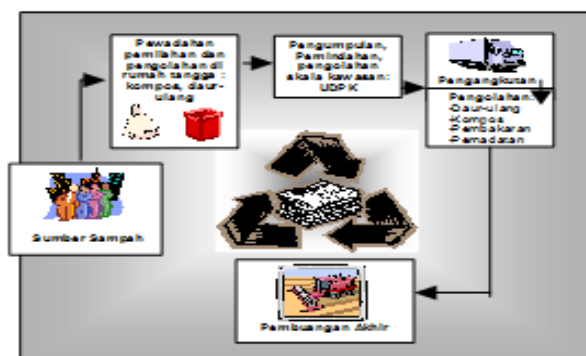 Pewadahan
pemilahan dan
pengolahan di
rumah tangga :
kompos, daur-
ulang
Pengumpulan,
Pemindahan,
pengolahan
skala kawasan:
UDPK
Pengangkutan
Pengolahan:
-Daur-ulang
-Kompos
-Pembakaran
-Pemadatan
Sumber Sampah
Pembuangan Akhir